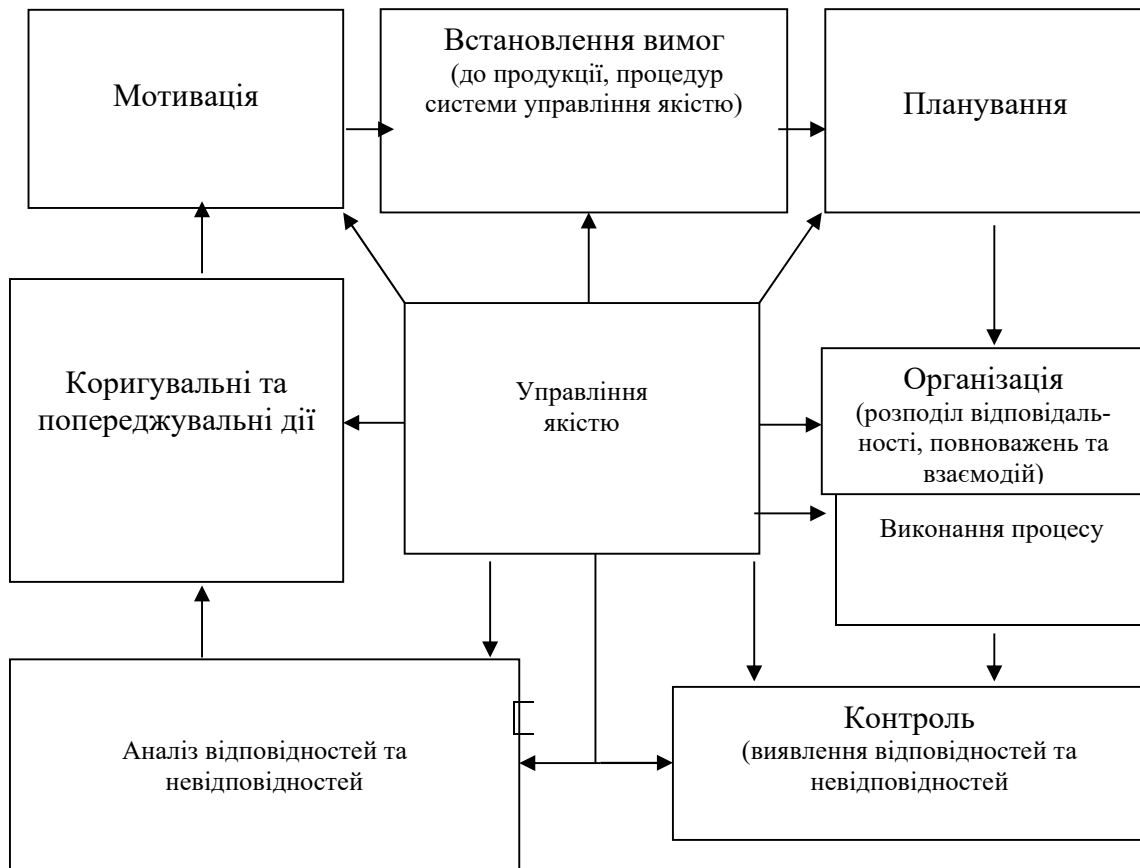 Мотивація
Встановлення вимог
(до продукції, процедур
системи управління якістю)
Планування
Коригувальні та
попереджувальні дії
Управління
якістю
Організація
(розподіл відповідаль-
ності, повноважень та
взаємодій)
Виконання процесу
Аналіз відповідностей та
невідповідностей
Контроль
(виявлення відповідностей та
невідповідностей